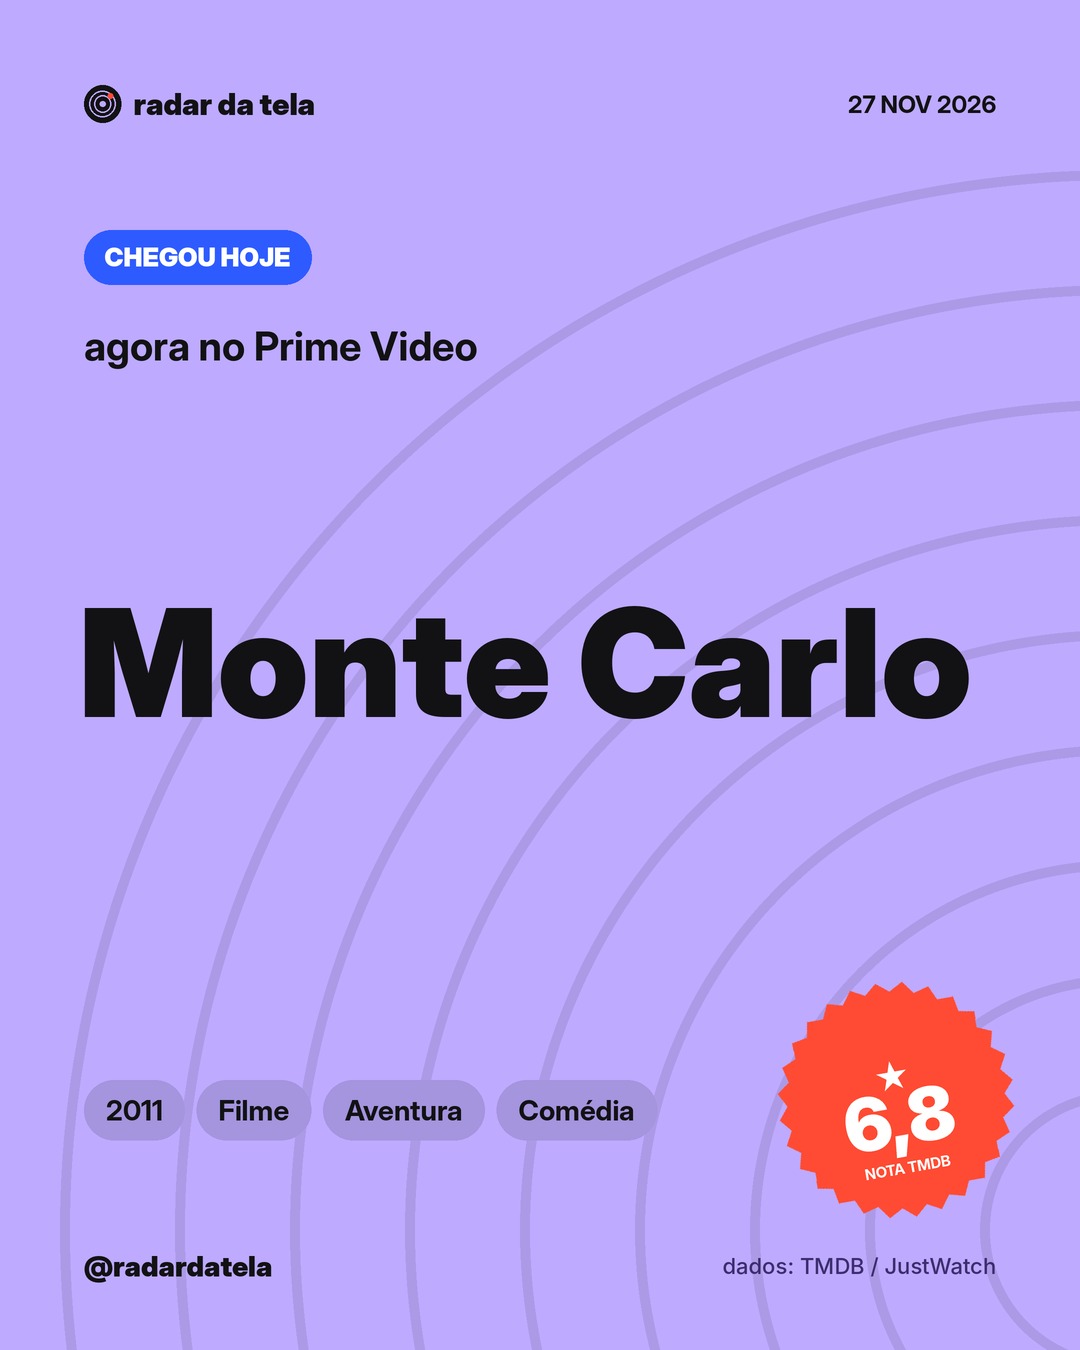 radar da tela
27 NOV 2026
CHEGOU HOJE
agora no Prime Video
Monte Carlo
2011
Filme
Aventura
Comédia
6,8
NOTA TMDB
@radardatela
dados: TMDB / JustWatch